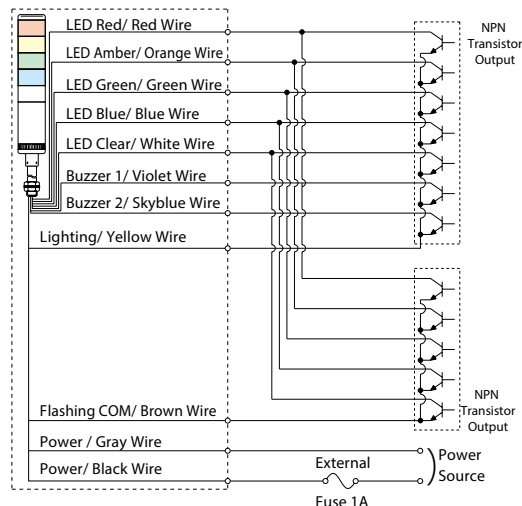 LED Red/ Red Wire
LED Amber/ Orange Wire
LED Green/ Green Wire
LED Blue/ Blue Wire
LED Clear/ White Wire
Buzzer 1/ Violet Wire
Buzzer 2/ Skyblue Wire
Lighting/ Yellow Wire
NPN
Transistor
Output
Flashing COM/ Brown Wire
Power / Gray Wire
Power/ Black Wire
NPN
Transistor
Output
External
Fuse 1A
Power
Source